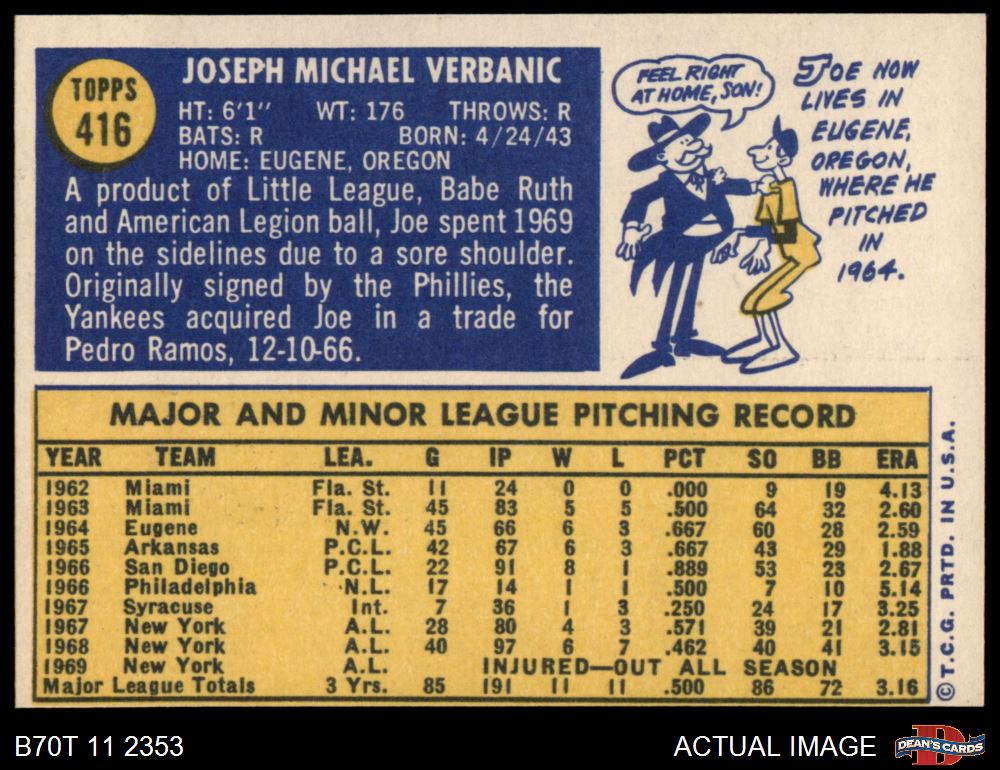 TOPPS
416
JOSEPH MICHAEL VERBANIC
HT: 6'1" WT: 176 THROWS: R
BATS: R BORN: 4/24/43
HOME: EUGENE, OREGON
A product of Little League, Babe Ruth
and American Legion ball, Joe spent 1969
on the sidelines due to a sore shoulder.
Originally signed by the Phillies, the
Yankees acquired Joe in a trade for
Pedro Ramos, 12-10-66.
FEEL RIGHT
AT HOME, SON!
JOE NOW
LIVES IN
EUGENE,
OREGON,
WHERE HE
PITCHED
IN
1964.
MAJOR AND MINOR LEAGUE PITCHING RECORD
YEAR TEAM LEA. G IP W L PCT SO BB ERA
1962 Miami Fla. St. 11 24 0 0 .000 9 19 4.13
1963 Miami Fla. St. 45 83 5 5 .500 64 32 2.60
1964 Eugene N.W. 45 66 6 3 .667 60 28 2.59
1965 Arkansas P.C.L. 42 67 6 3 .667 43 29 1.88
1966 San Diego P.C.L. 22 91 8 1 .889 53 23 2.67
1966 Philadelphia N.L. 17 14 1 1 .500 7 10 5.14
1967 Syracuse Int. 7 36 1 3 .250 24 17 3.25
1967 New York A.L. 28 80 4 3 .571 39 21 2.81
1968 New York A.L. 40 97 6 7 .462 40 41 3.15
1969 New York A.L. INJURED—OUT ALL SEASON
Major League Totals 3 Yrs. 85 191 11 11 .500 86 72 3.16
© T.C.G. PRTD. IN U.S.A.
B70T 11 2353
ACTUAL IMAGE
DEAN'S CARDS